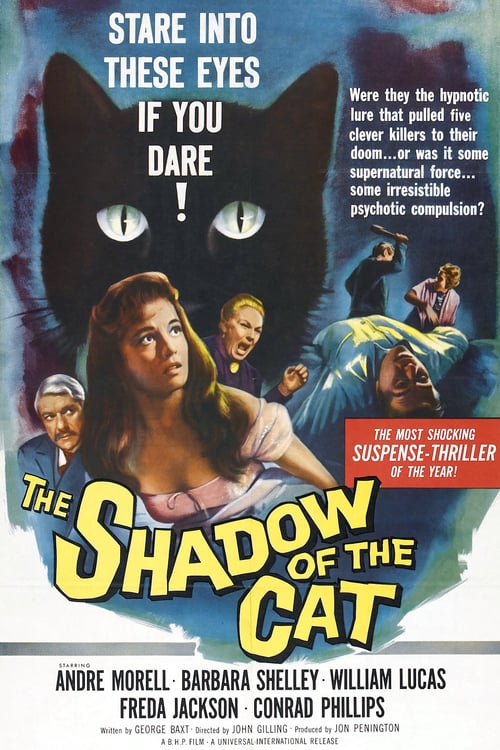 STARE INTO
THESE EYES
IF YOU
DARE
!
Were they the hypnotic
lure that pulled five
clever killers to their
doom...or was it some
supernatural force...
some irresistible
psychotic compulsion?
THE MOST SHOCKING
SUSPENSE-THRILLER
OF THE YEAR!
THE SHADOW
OF THE
CAT
STARRING
ANDRE MORELL · BARBARA SHELLEY · WILLIAM LUCAS
FREDA JACKSON · CONRAD PHILLIPS
Written by GEORGE BAXT · Directed by JOHN GILLING · Produced by JON PENINGTON
A B.H.P. FILM · A UNIVERSAL-INTERNATIONAL RELEASE